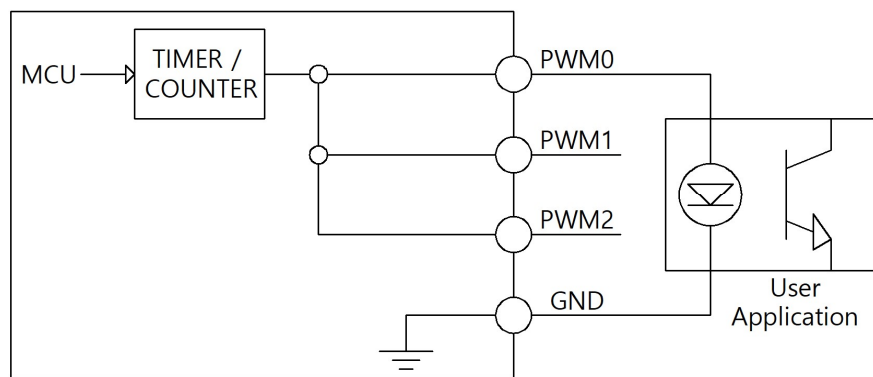 MCU
TIMER /
COUNTER
PWM0
PWM1
PWM2
GND
User
Application